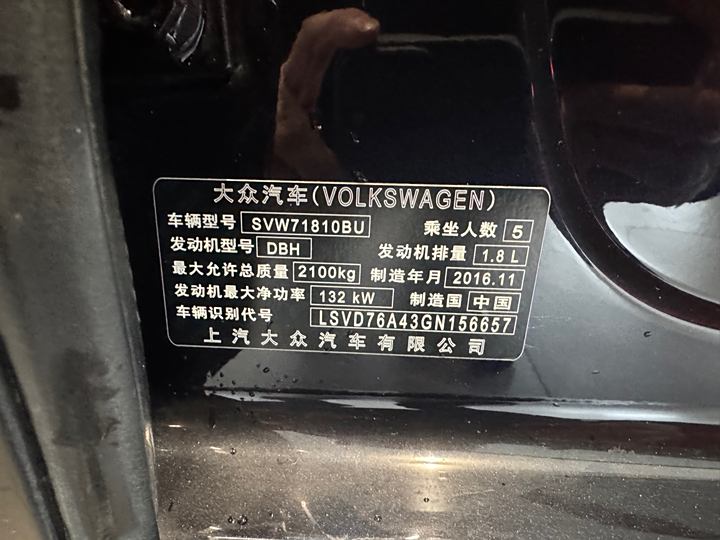 大众汽车(VOLKSWAGEN)
车辆型号 SVW71810BU 乘坐人数 5
发动机型号 DBH 发动机排量 1.8 L
最大允许总质量 2100kg 制造年月 2016.11
发动机最大净功率 132 kW 制造国 中国
车辆识别代号 LSVD76A43GN156657
上汽大众汽车有限公司